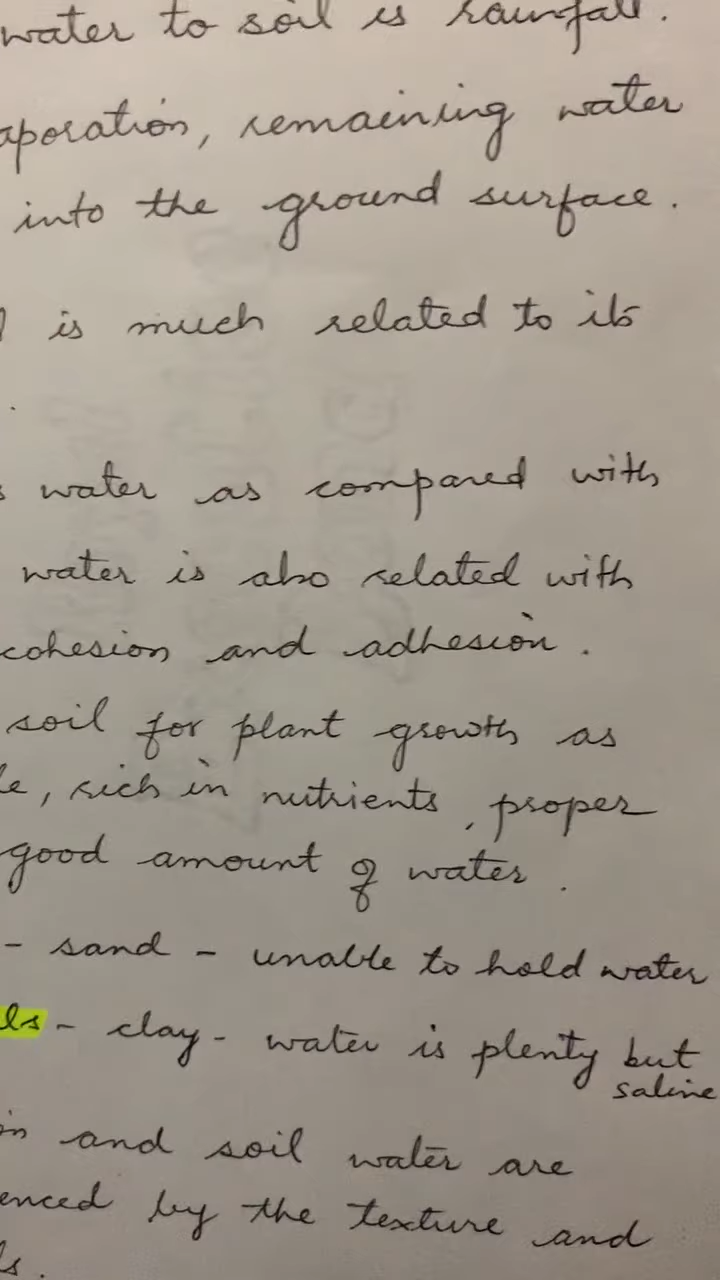 water to soil is rainfall.
aporation, remaining water
into the ground surface.
is much related to its
.
s water as compared with
water is also related with
cohesion and adhesion.
soil for plant growth as
le, rich in nutrients, proper
good amount of water.
- sand - unable to hold water
ls - clay - water is plenty but
saline
in and soil water are
enced by the texture and
ls.